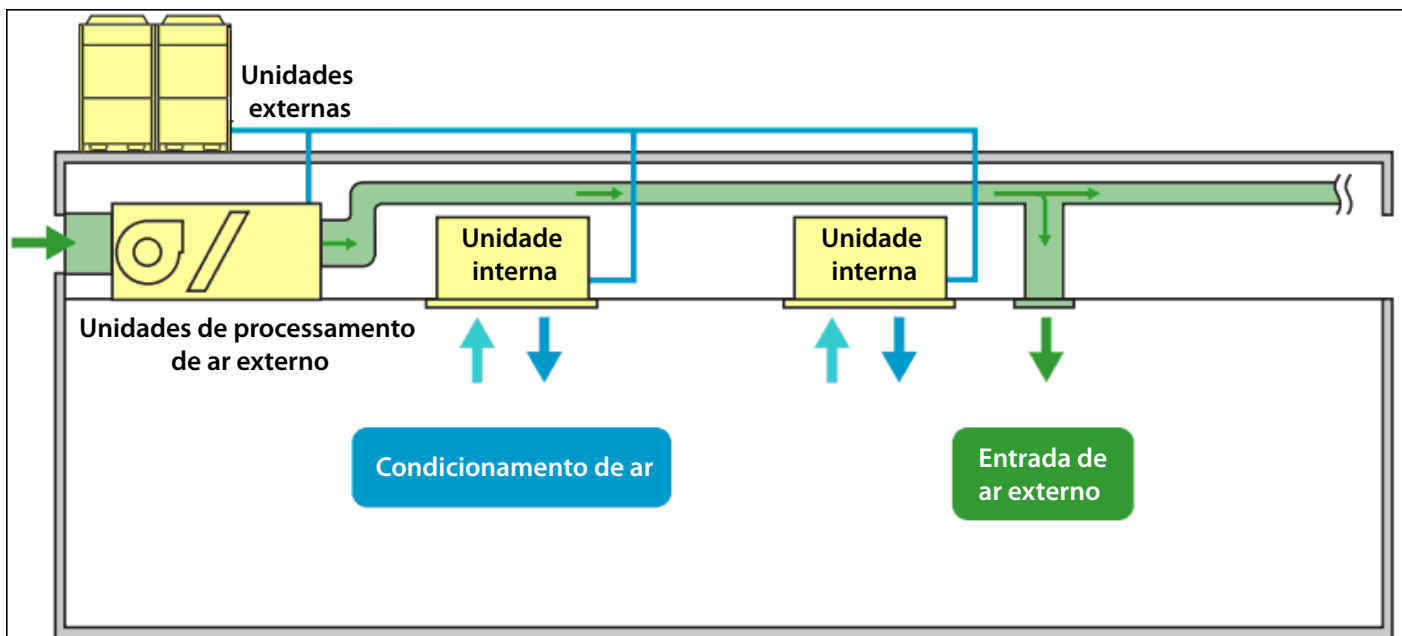 Unidades
externas
Unidade
interna
Unidade
interna
Unidades de processamento
de ar externo
Condicionamento de ar
Entrada de
ar externo